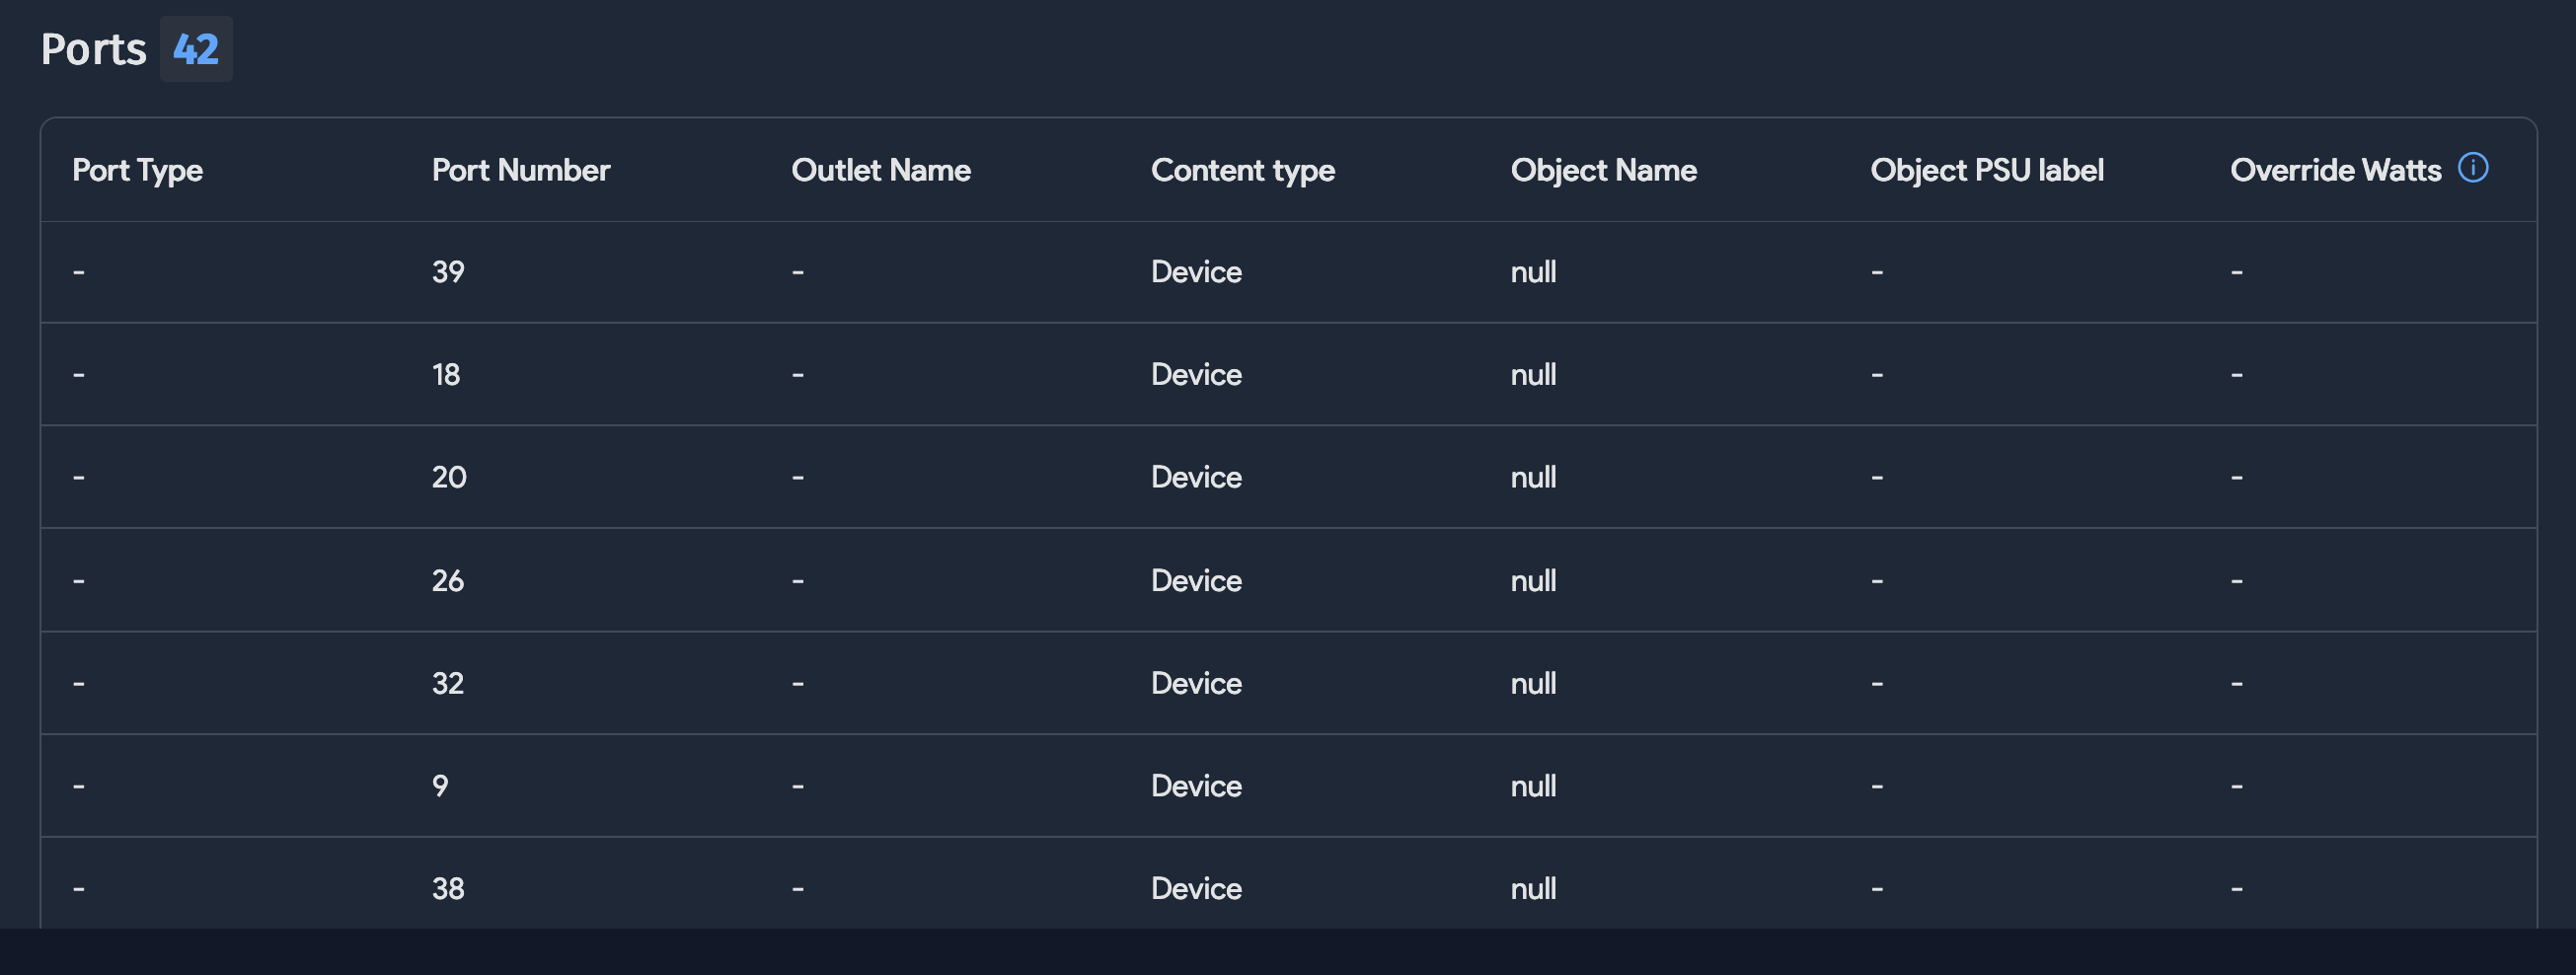 Ports 42
Port Type Port Number Outlet Name Content type Object Name Object PSU label Override Watts
- 39 - Device null - -
- 18 - Device null - -
- 20 - Device null - -
- 26 - Device null - -
- 32 - Device null - -
- 9 - Device null - -
- 38 - Device null - -